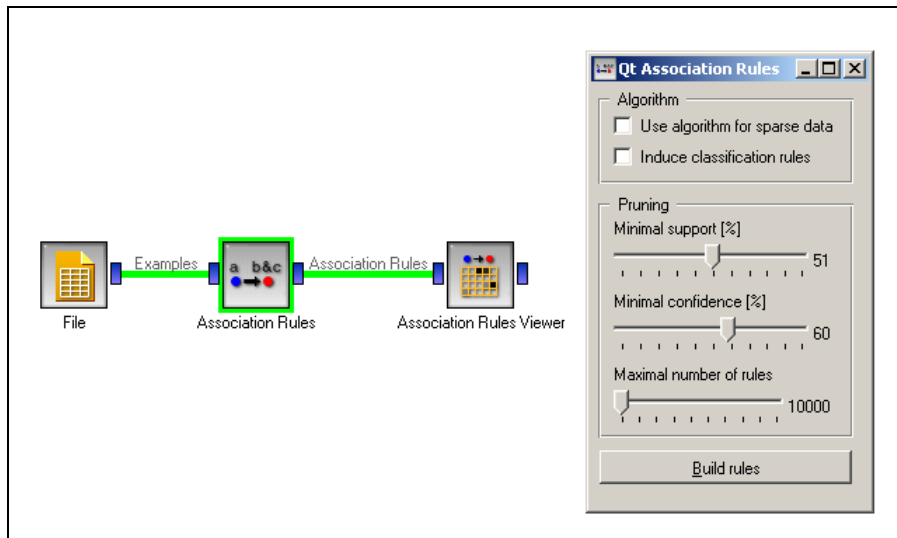 Examples
a b&c
Association Rules
File
Association Rules
Association Rules Viewer
Qt Association Rules
Algorithm
Use algorithm for sparse data
Induce classification rules
Pruning
Minimal support [%]
51
Minimal confidence [%]
60
Maximal number of rules
10000
Build rules